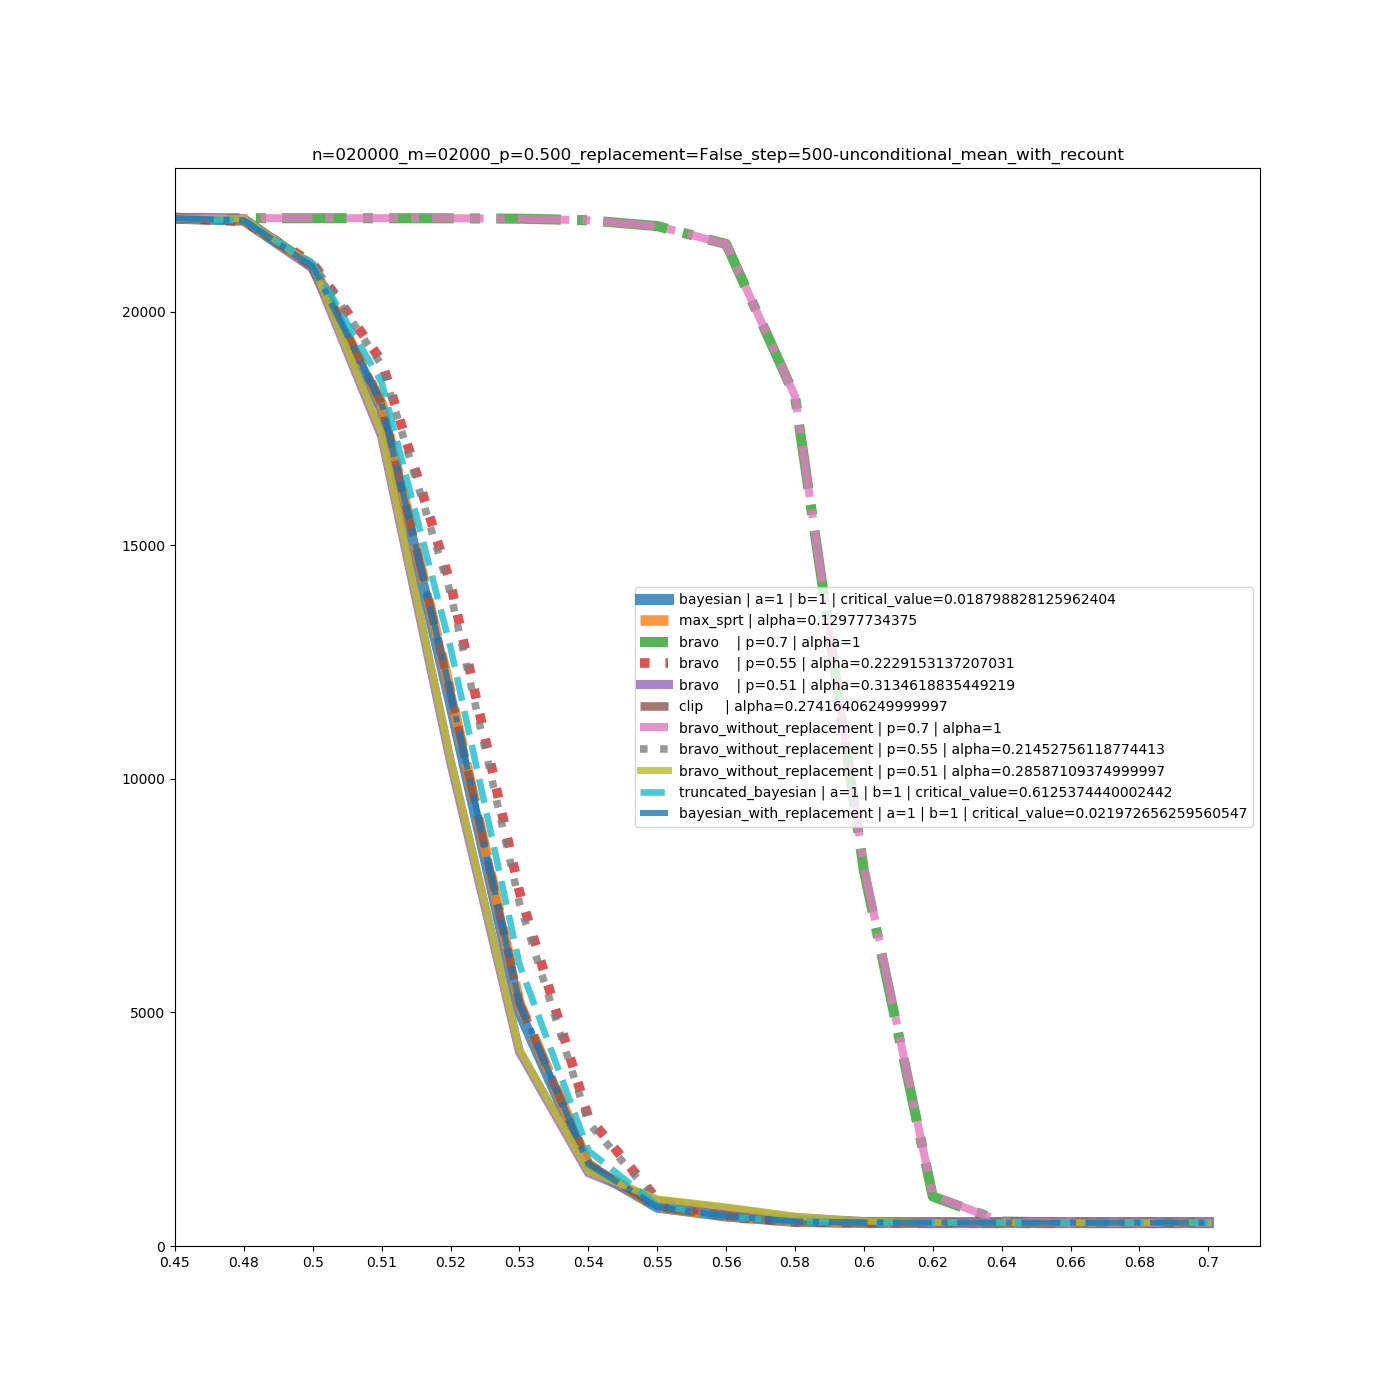 n=020000_m=02000_p=0.500_replacement=False_step=500-unconditional_mean_with_recount
20000
15000
10000
5000
0
bayesian | a=1 | b=1 | critical_value=0.018798828125962404
max_sprt | alpha=0.12977734375
bravo | p=0.7 | alpha=1
bravo | p=0.55 | alpha=0.2229153137207031
bravo | p=0.51 | alpha=0.3134618835449219
clip | alpha=0.27416406249999997
bravo_without_replacement | p=0.7 | alpha=1
bravo_without_replacement | p=0.55 | alpha=0.21452756118774413
bravo_without_replacement | p=0.51 | alpha=0.28587109374999997
truncated_bayesian | a=1 | b=1 | critical_value=0.6125374440002442
bayesian_with_replacement | a=1 | b=1 | critical_value=0.021972656259560547
0.45 0.48 0.5 0.51 0.52 0.53 0.54 0.55 0.56 0.58 0.6 0.62 0.64 0.66 0.68 0.7